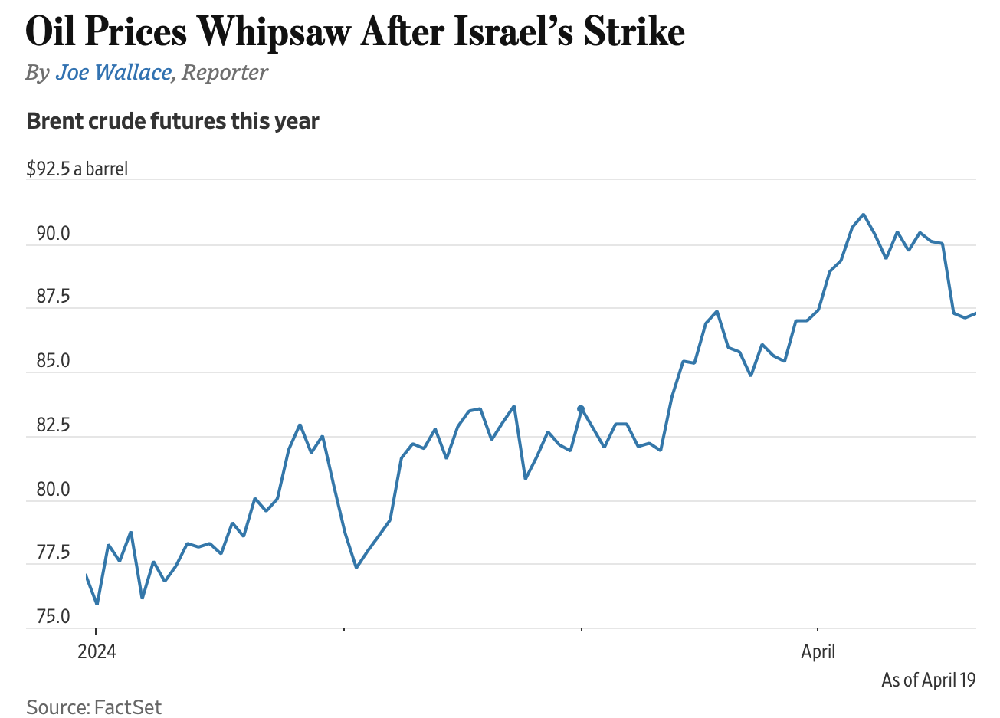 Oil Prices Whipsaw After Israel’s Strike
By Joe Wallace, Reporter
Brent crude futures this year
$92.5 a barrel
90.0
87.5
85.0
82.5
80.0
77.5
75.0
2024 April
As of April 19
Source: FactSet